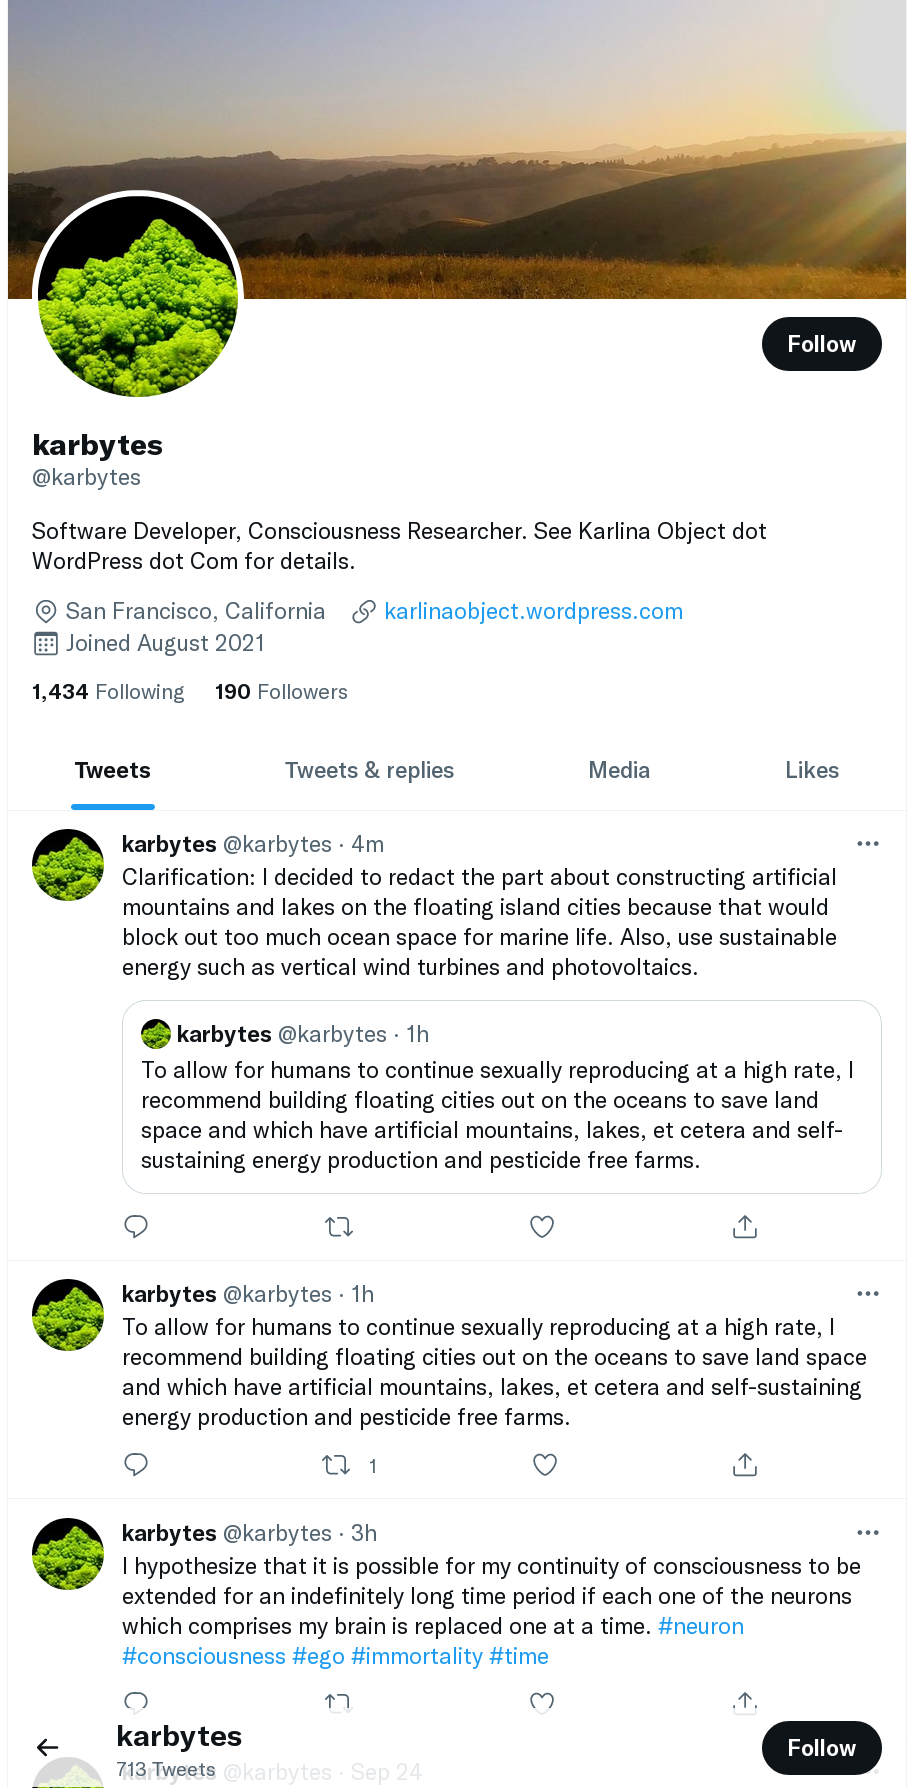 Follow
karbytes
@karbytes
Software Developer, Consciousness Researcher. See Karlina Object dot
WordPress dot Com for details.
San Francisco, California karlinaobject.wordpress.com
Joined August 2021
1,434 Following 190 Followers
Tweets Tweets & replies Media Likes
karbytes @karbytes · 4m
Clarification: I decided to redact the part about constructing artificial
mountains and lakes on the floating island cities because that would
block out too much ocean space for marine life. Also, use sustainable
energy such as vertical wind turbines and photovoltaics.
karbytes @karbytes · 1h
To allow for humans to continue sexually reproducing at a high rate, I
recommend building floating cities out on the oceans to save land
space and which have artificial mountains, lakes, et cetera and self-
sustaining energy production and pesticide free farms.
karbytes @karbytes · 1h
To allow for humans to continue sexually reproducing at a high rate, I
recommend building floating cities out on the oceans to save land space
and which have artificial mountains, lakes, et cetera and self-sustaining
energy production and pesticide free farms.
1
karbytes @karbytes · 3h
I hypothesize that it is possible for my continuity of consciousness to be
extended for an indefinitely long time period if each one of the neurons
which comprises my brain is replaced one at a time. #neuron
#consciousness #ego #immortality #time
karbytes
Follow
713 Tweets
karbytes @karbytes · Sep 24